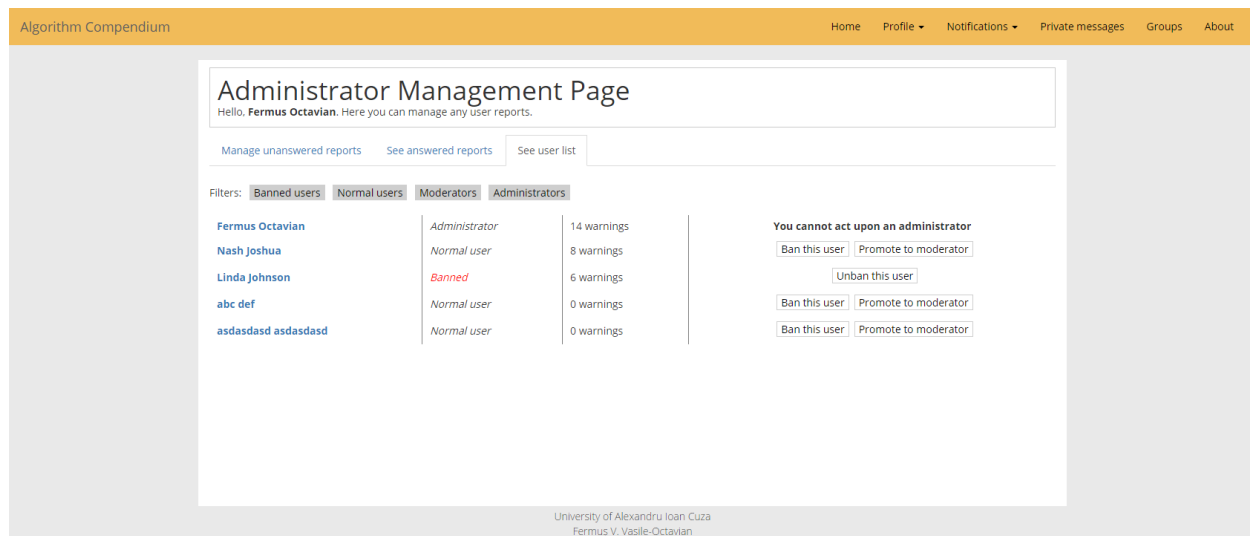 Algorithm Compendium Home Profile Notifications Private messages Groups About
Administrator Management Page
Hello, Fermus Octavian. Here you can manage any user reports.
Manage unanswered reports See answered reports See user list
Filters: Banned users Normal users Moderators Administrators
Fermus Octavian Administrator 14 warnings You cannot act upon an administrator
Nash Joshua Normal user 8 warnings Ban this user Promote to moderator
Linda Johnson Banned 6 warnings Unban this user
abc def Normal user 0 warnings Ban this user Promote to moderator
asdasdasd asdasdasd Normal user 0 warnings Ban this user Promote to moderator
University of Alexandru Ioan Cuza
Fermus V. Vasile-Octavian